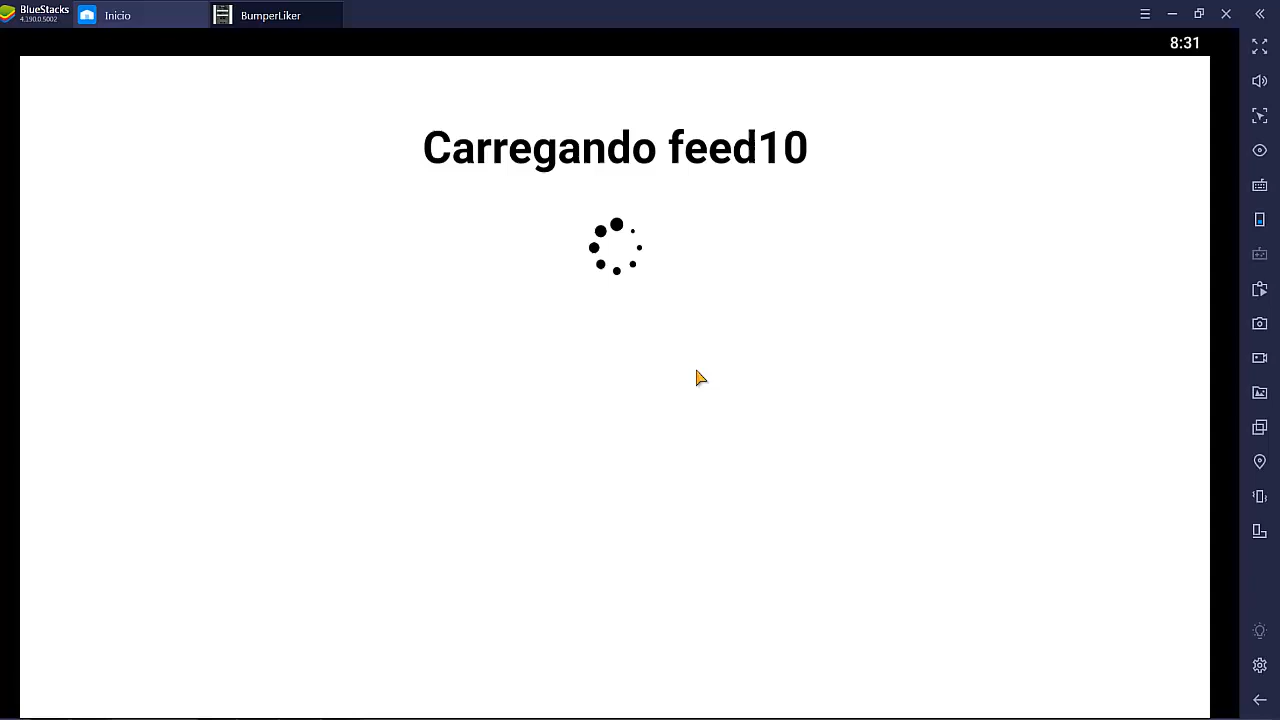 BlueStacks
4.190.0.5002
Inicio
BumperLiker
8:31
Carregando feed10